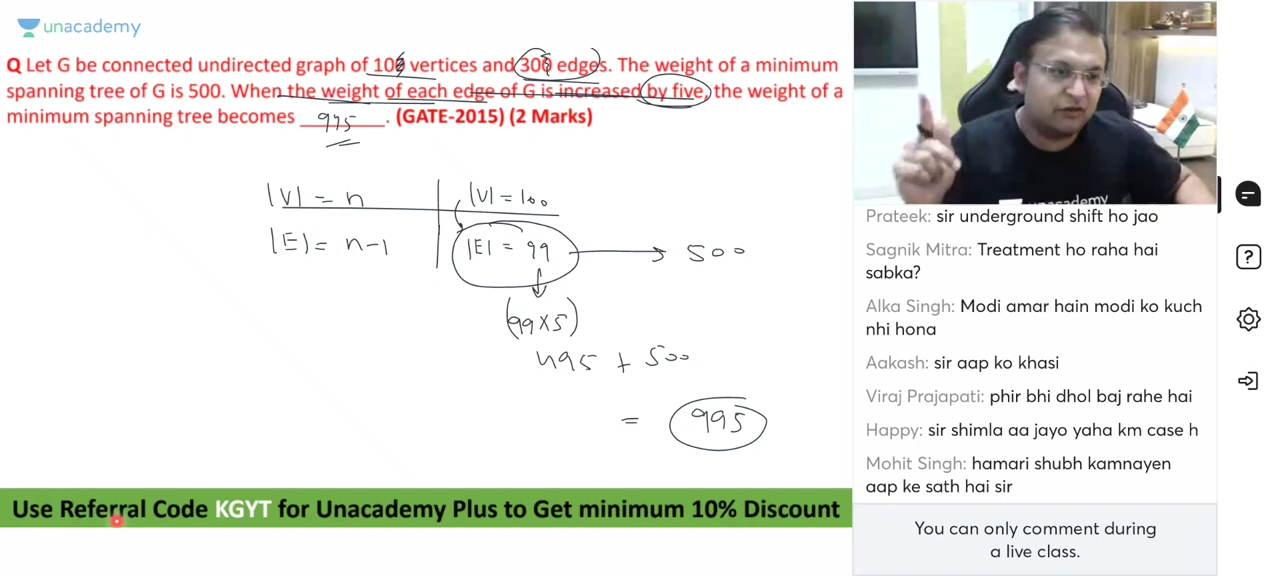 unacademy
Q Let G be connected undirected graph of 100 vertices and 300 edges. The weight of a minimum
spanning tree of G is 500. When the weight of each edge of G is increased by five, the weight of a
minimum spanning tree becomes 995. (GATE-2015) (2 Marks)
|V| = n
|V| = 100
|E| = n-1
|E| = 99
500
(99×5)
495 + 500
= 995
Use Referral Code KGYT for Unacademy Plus to Get minimum 10% Discount
unacademy
Prateek: sir underground shift ho jao
Sagnik Mitra: Treatment ho raha hai
sabka?
Alka Singh: Modi amar hain modi ko kuch
nhi hona
Aakash: sir aap ko khasi
Viraj Prajapati: phir bhi dhol baj rahe hai
Happy: sir shimla aa jayo yaha km case h
Mohit Singh: hamari shubh kamnayen
aap ke sath hai sir
You can only comment during
a live class.
?